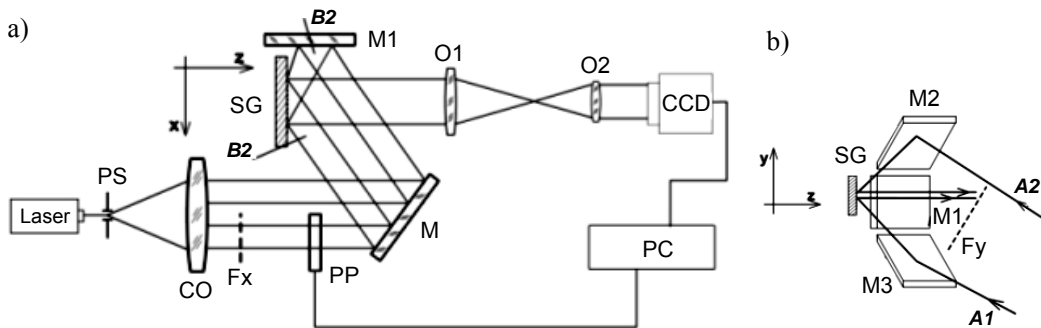 a)
B2
M1
z
O1
O2
SG
CCD
x
B2
PS
Laser
M
PC
Fx
PP
CO
b)
M2
SG
y
z
A2
M1
Fy
M3
A1